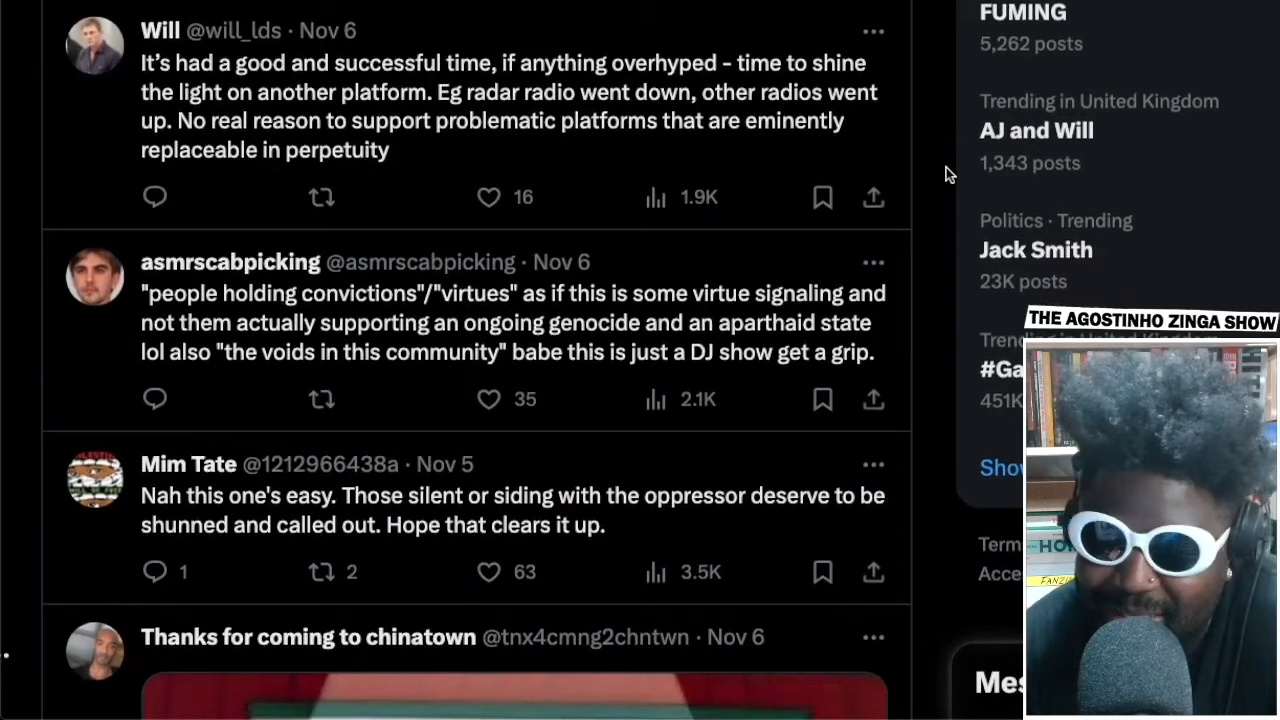 Will @will_lds · Nov 6
It's had a good and successful time, if anything overhyped - time to shine
the light on another platform. Eg radar radio went down, other radios went
up. No real reason to support problematic platforms that are eminently
replaceable in perpetuity
16 1.9K
asmrscabpicking @asmrscabpicking · Nov 6
"people holding convictions"/"virtues" as if this is some virtue signaling and
not them actually supporting an ongoing genocide and an aparthaid state
lol also "the voids in this community" babe this is just a DJ show get a grip.
35 2.1K
Mim Tate @1212966438a · Nov 5
Nah this one's easy. Those silent or siding with the oppressor deserve to be
shunned and called out. Hope that clears it up.
1 2 63 3.5K
Thanks for coming to chinatown @tnx4cmng2chntwn · Nov 6
FUMING
5,262 posts
Trending in United Kingdom
AJ and Will
1,343 posts
Politics · Trending
Jack Smith
23K posts
THE AGOSTINHO ZINGA SHOW
#Ga
451K
Show
Term
Acce
HO
FANZI
Mes